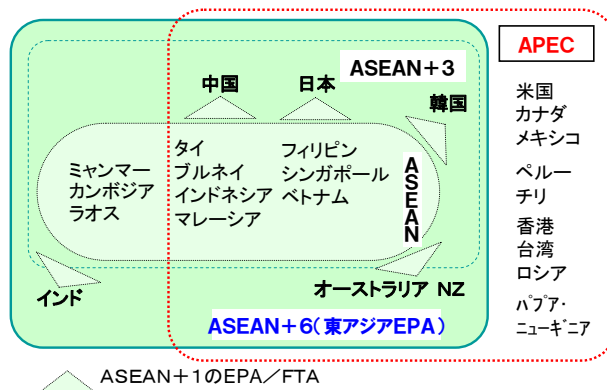 APEC
ASEAN+3
中国
日本
韓国
米国
カナダ
メキシコ
ペルー
チリ
香港
台湾
ロシア
パプア・
ニューギニア
ミャンマー
カンボジア
ラオス
タイ
ブルネイ
インドネシア
マレーシア
フィリピン
シンガポール
ベトナム
ASEAN
インド
オーストラリア NZ
ASEAN+6(東アジアEPA)
ASEAN+1のEPA/FTA